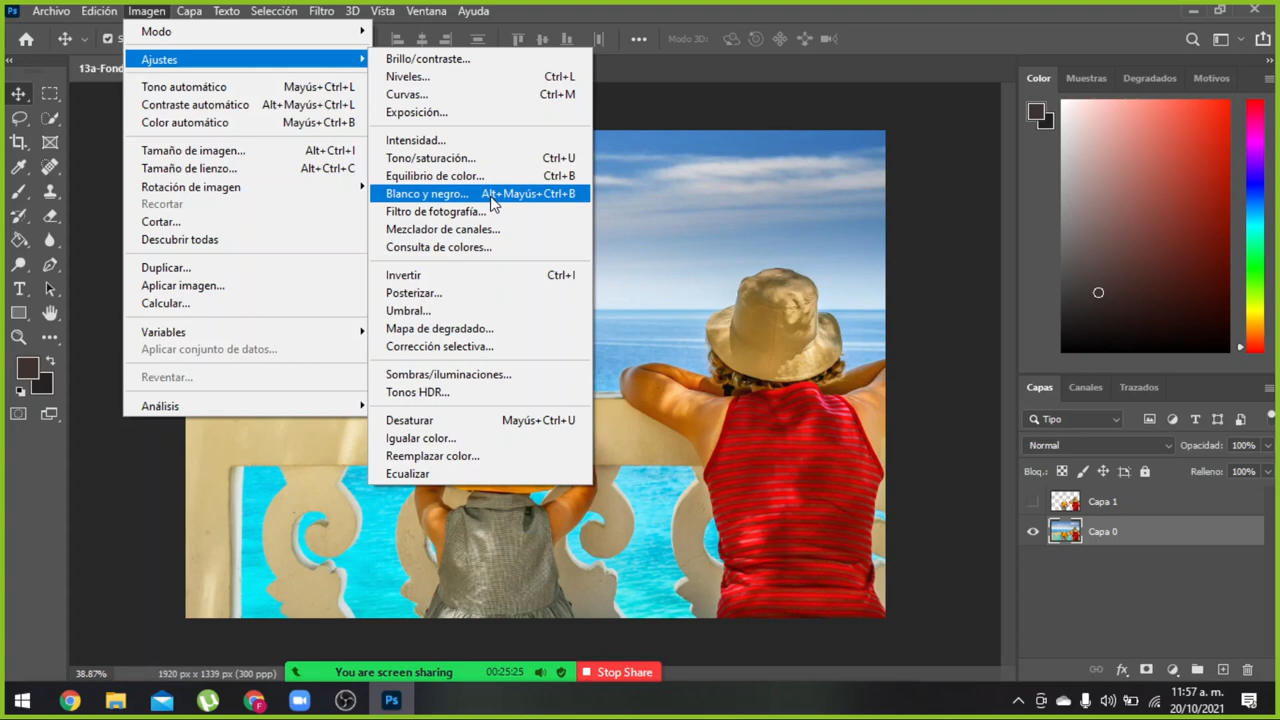 Ps Archivo Edición Imagen Capa Texto Selección Filtro 3D Vista Ventana Ayuda
Modo 3D:
13a-Fond
Modo
Ajustes
Tono automático Mayús+Ctrl+L
Contraste automático Alt+Mayús+Ctrl+L
Color automático Mayús+Ctrl+B
Tamaño de imagen... Alt+Ctrl+I
Tamaño de lienzo... Alt+Ctrl+C
Rotación de imagen
Recortar
Cortar...
Descubrir todas
Duplicar...
Aplicar imagen...
Calcular...
Variables
Aplicar conjunto de datos...
Reventar...
Análisis
Brillo/contraste...
Niveles... Ctrl+L
Curvas... Ctrl+M
Exposición...
Intensidad...
Tono/saturación... Ctrl+U
Equilibrio de color... Ctrl+B
Blanco y negro... Alt+Mayús+Ctrl+B
Filtro de fotografía...
Mezclador de canales...
Consulta de colores...
Invertir Ctrl+I
Posterizar...
Umbral...
Mapa de degradado...
Corrección selectiva...
Sombras/iluminaciones...
Tonos HDR...
Desaturar Mayús+Ctrl+U
Igualar color...
Reemplazar color...
Ecualizar
Color Muestras Degradados Motivos
Capas Canales Trazados
Tipo
Normal Opacidad: 100%
Bloq.: Relleno: 100%
Capa 1
Capa 0
38.87% 1920 px x 1339 px (300 ppp)
You are screen sharing 00:25:25 Stop Share
Ps
11:57 a. m.
20/10/2021